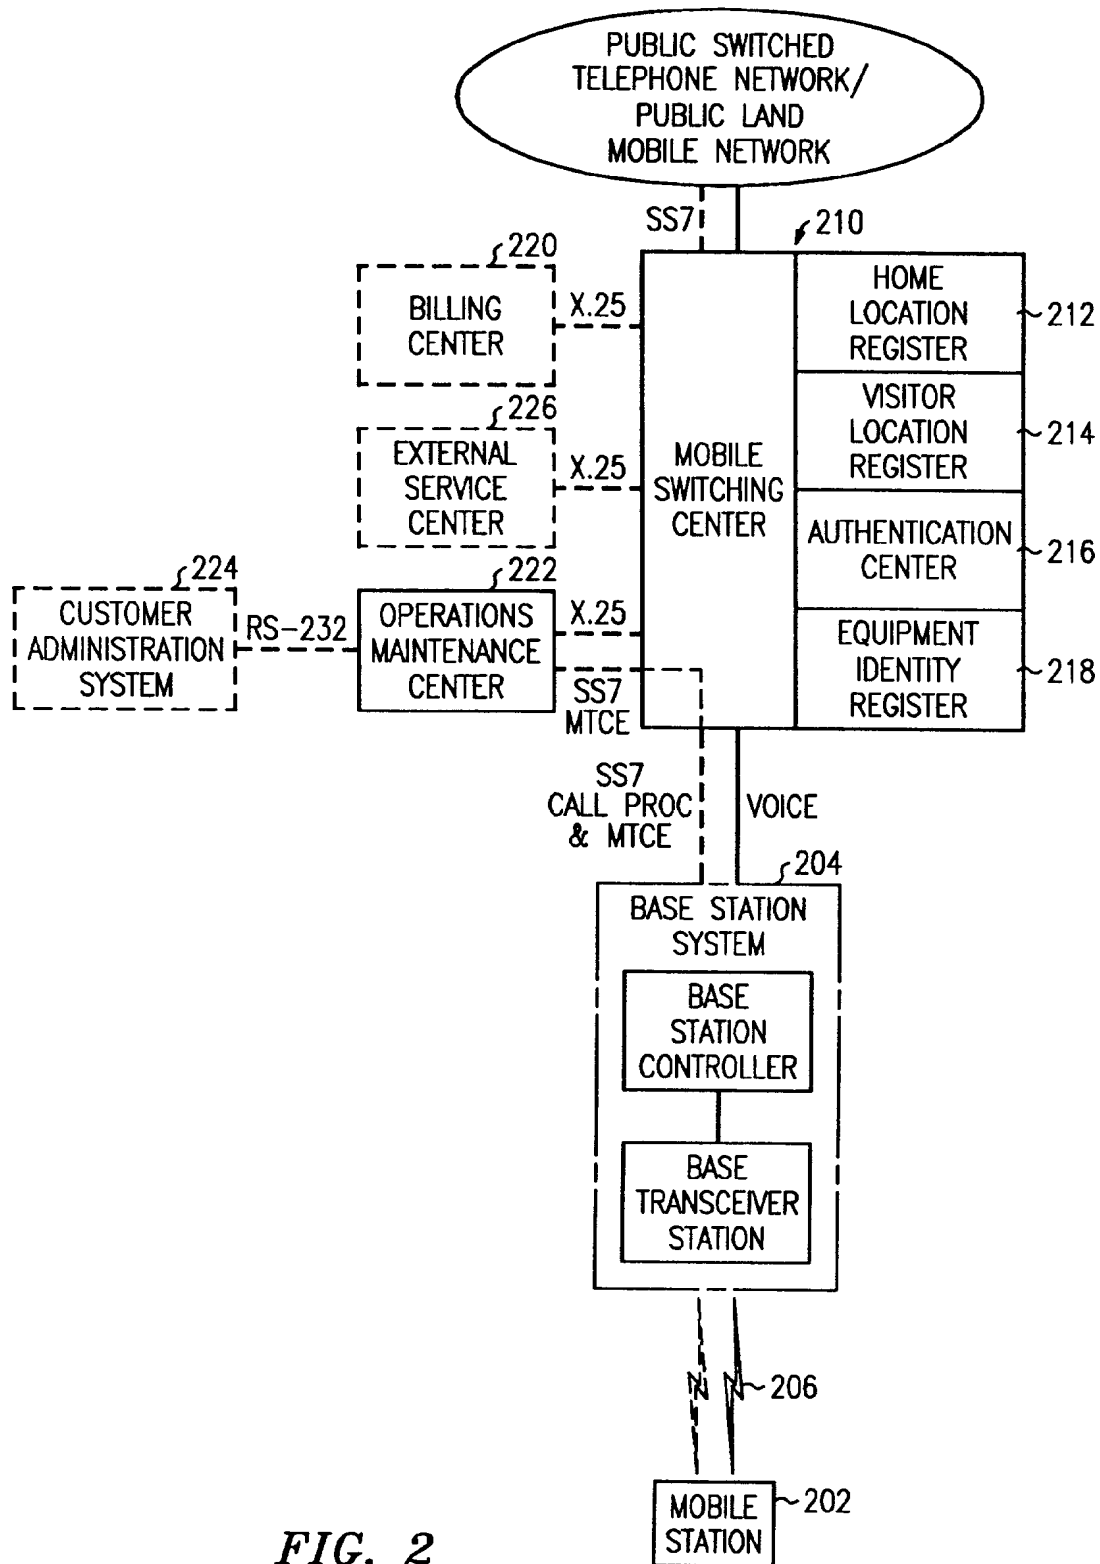 PUBLIC SWITCHED
TELEPHONE NETWORK/
PUBLIC LAND
MOBILE NETWORK
SS7
210
220
BILLING
CENTER
X.25
HOME
LOCATION
REGISTER
212
226
EXTERNAL
SERVICE
CENTER
X.25
MOBILE
SWITCHING
CENTER
VISITOR
LOCATION
REGISTER
214
AUTHENTICATION
CENTER
216
224
CUSTOMER
ADMINISTRATION
SYSTEM
RS-232
222
OPERATIONS
MAINTENANCE
CENTER
X.25
SS7
MTCE
EQUIPMENT
IDENTITY
REGISTER
218
SS7
CALL PROC
& MTCE
VOICE
204
BASE STATION
SYSTEM
BASE
STATION
CONTROLLER
BASE
TRANSCEIVER
STATION
206
MOBILE
STATION
202
FIG. 2